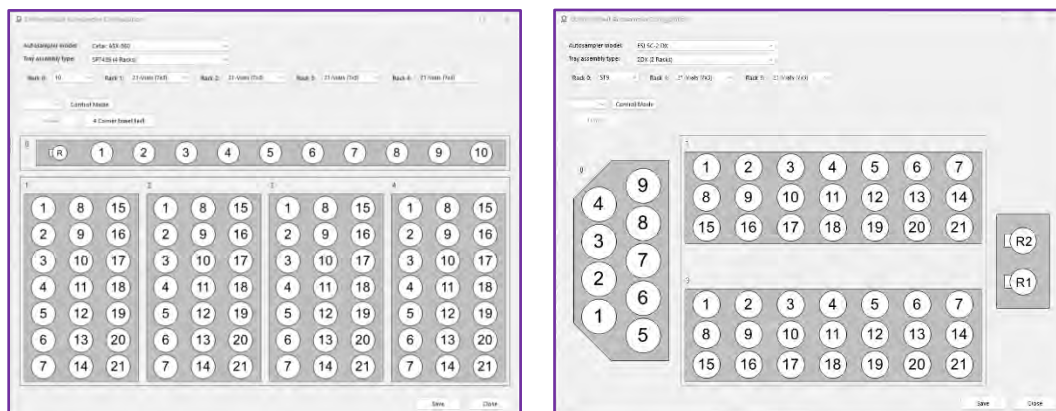 Autosampler model: Cetac ASX-560
Tray assembly type: (4 Racks)
Rack 0: 10 Rack 1: 21 Vials (7x3) Rack 2: 21 Vials (7x3) Rack 3: 21 Vials (7x3) Rack 4: 21 Vials (7x3)
Control Mode
4 Corner travel test
0
R 1 2 3 4 5 6 7 8 9 10
1 2 3 4
1 8 15 1 8 15 1 8 15 1 8 15
2 9 16 2 9 16 2 9 16 2 9 16
3 10 17 3 10 17 3 10 17 3 10 17
4 11 18 4 11 18 4 11 18 4 11 18
5 12 19 5 12 19 5 12 19 5 12 19
6 13 20 6 13 20 6 13 20 6 13 20
7 14 21 7 14 21 7 14 21 7 14 21
Save Close
Autosampler model: ESI SC-2 DX
Tray assembly type: 2DX (2 Racks)
Rack 0: ST9 Rack 1: 21 Vials (7x3) 21 Vials (7x3)
Control Mode
0
4 9
3 8
2 7
1 6
5
1
1 2 3 4 5 6 7
8 9 10 11 12 13 14
15 16 17 18 19 20 21
1 2 3 4 5 6 7
8 9 10 11 12 13 14
15 16 17 18 19 20 21
R2
R1
Save Close